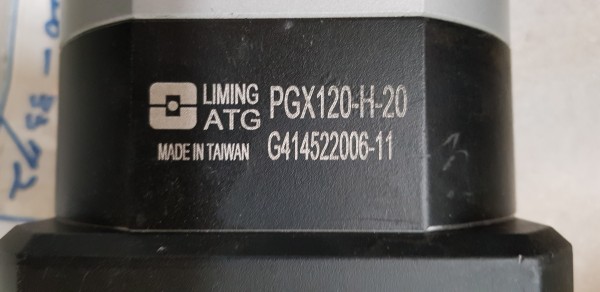 LIMING PGX120-H-20
ATG
MADE IN TAIWAN G414522006-11